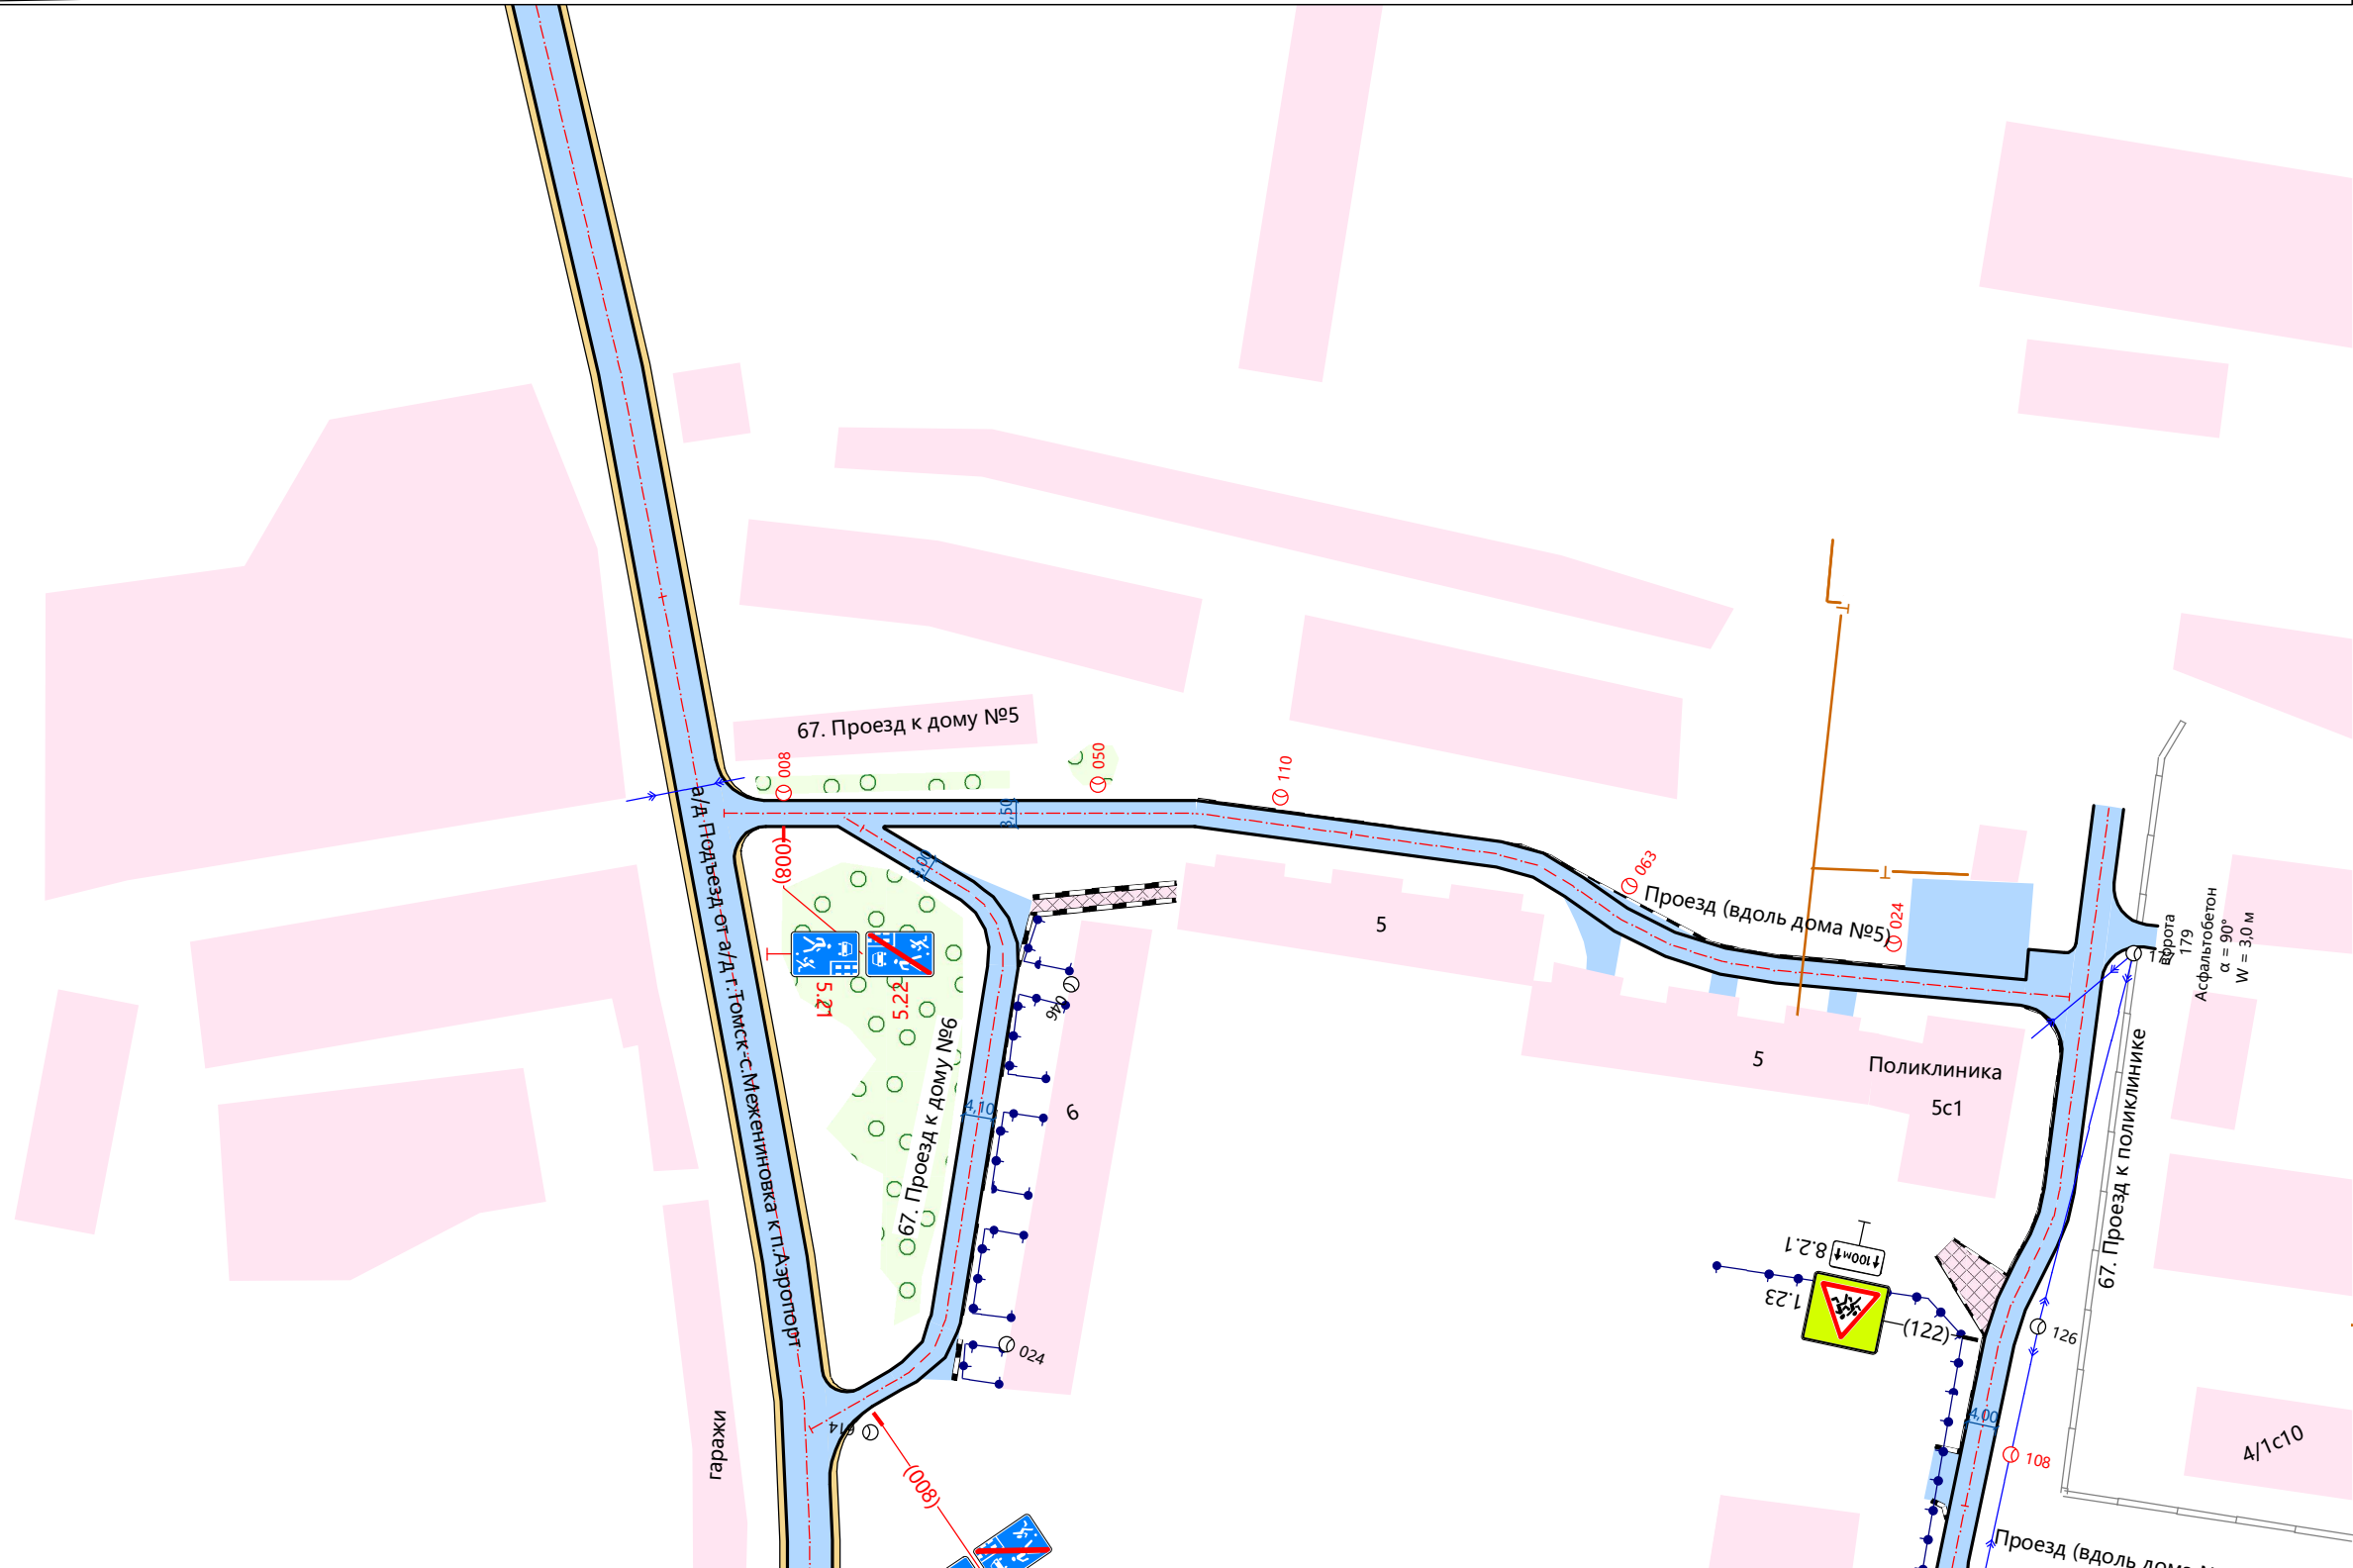 67. Проезд к дому №5
008
050
110
3,50
(008)
063
Проезд (вдоль дома №5)
024
ворота
179
Асфальтобетон
α = 90°
W = 3,0 м
5
5.21
5.22
046
а/д Подъезд от а/д г.Томск-с.Межениновка к п.Аэропорт
67. Проезд к дому №6
4,10
6
5
Поликлиника
5с1
67. Проезд к поликлинике
8.2.1
100м
1.23
(122)
126
024
014
гаражи
4,00
108
4/1с10
(008)
Проезд (вдоль дома